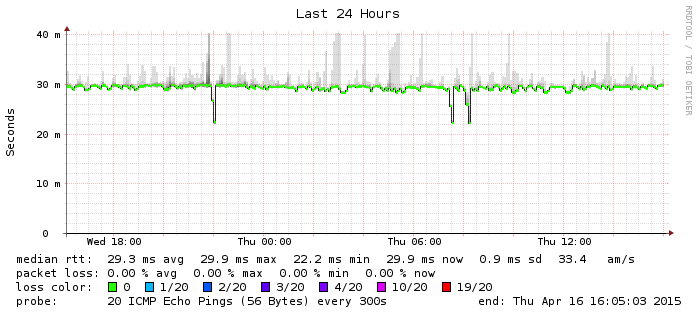 Last 24 Hours
RRDTOOL / TOBI OETIKER
Seconds
40 m
30 m
20 m
10 m
0
Wed 18:00 Thu 00:00 Thu 06:00 Thu 12:00
median rtt: 29.3 ms avg 29.9 ms max 22.2 ms min 29.9 ms now 0.9 ms sd 33.4 am/s
packet loss: 0.00 % avg 0.00 % max 0.00 % min 0.00 % now
loss color: 0 1/20 2/20 3/20 4/20 10/20 19/20
probe: 20 ICMP Echo Pings (56 Bytes) every 300s end: Thu Apr 16 16:05:03 2015